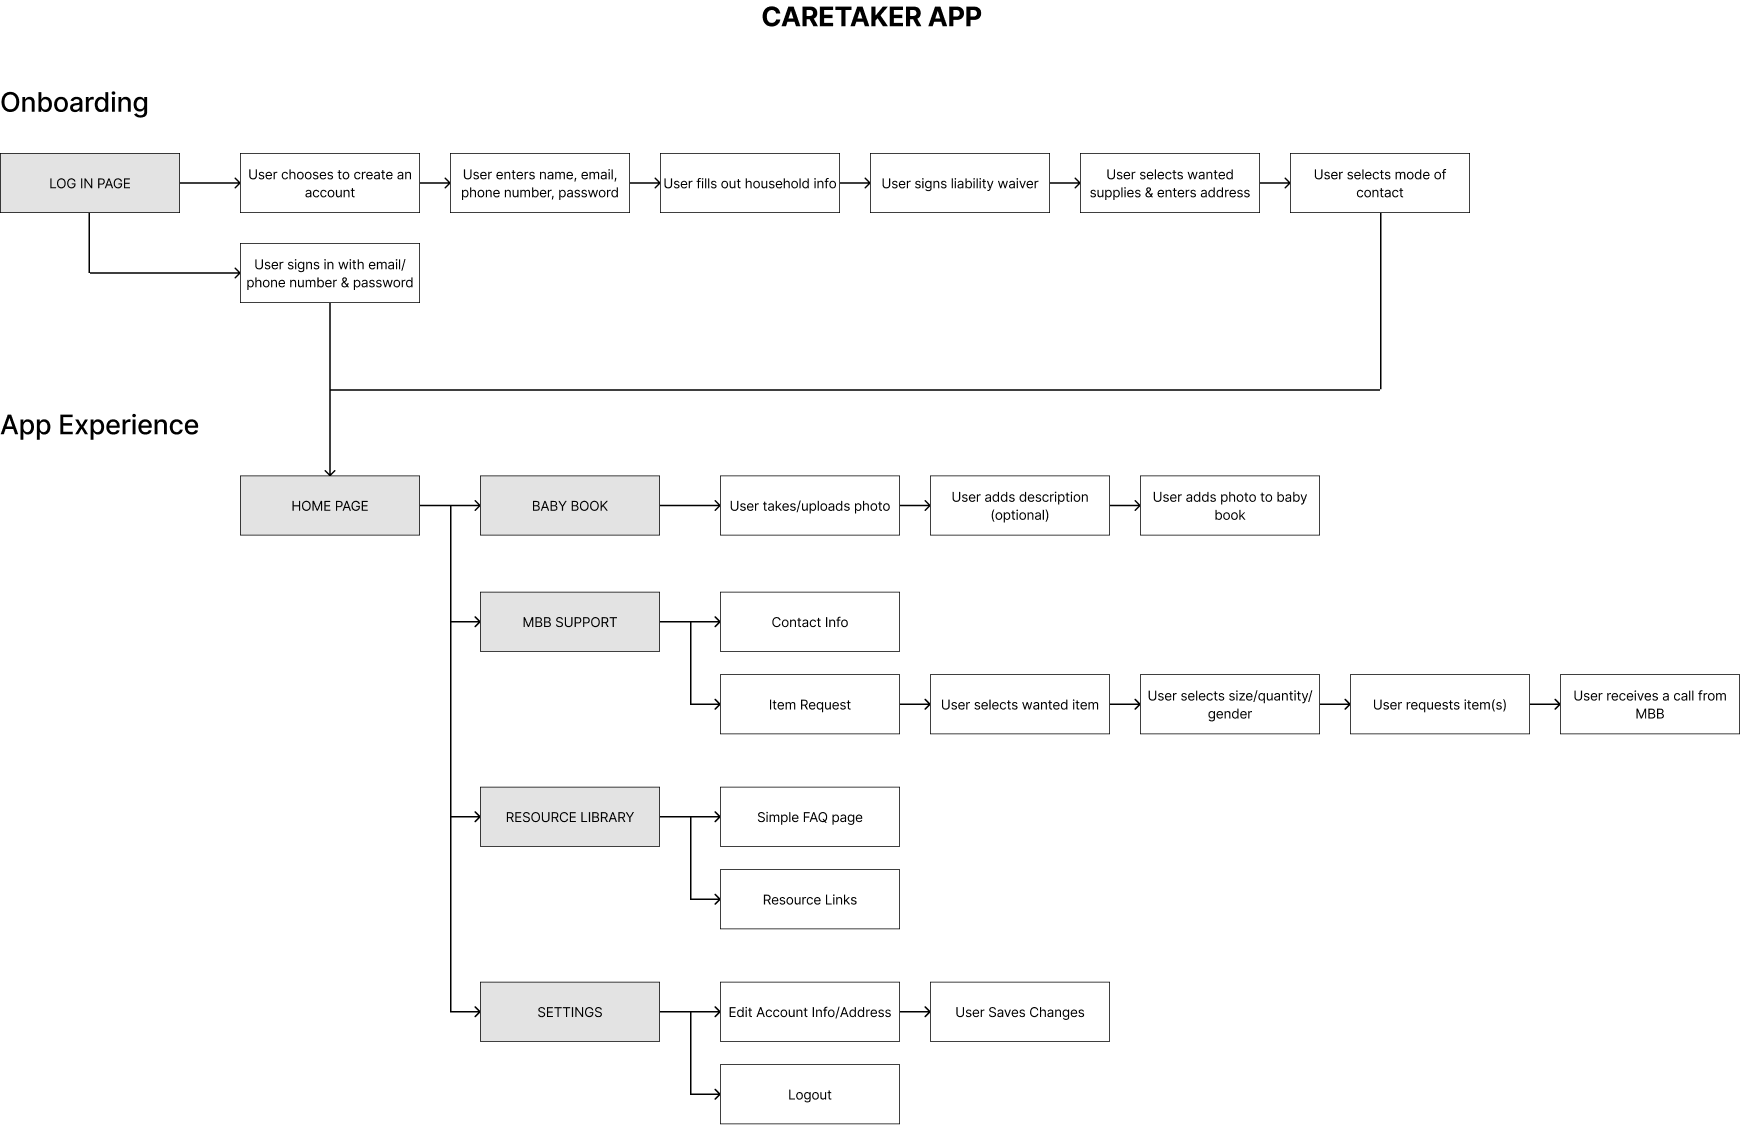 CARETAKER APP
Onboarding
LOG IN PAGE
User chooses to create an
account
User enters name, email,
phone number, password
User fills out household info
User signs liability waiver
User selects wanted
supplies & enters address
User selects mode of
contact
User signs in with email/
phone number & password
App Experience
HOME PAGE
BABY BOOK
User takes/uploads photo
User adds description
(optional)
User adds photo to baby
book
MBB SUPPORT
Contact Info
Item Request
User selects wanted item
User selects size/quantity/
gender
User requests item(s)
User receives a call from
MBB
RESOURCE LIBRARY
Simple FAQ page
Resource Links
SETTINGS
Edit Account Info/Address
User Saves Changes
Logout